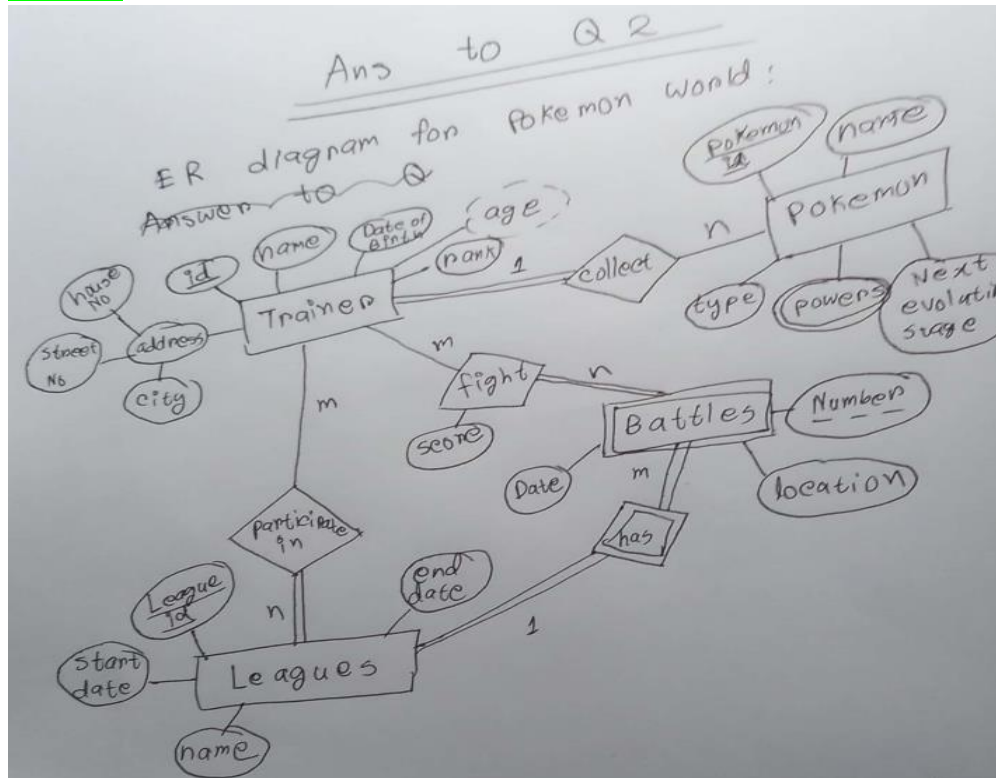 Ans to Q 2
ER diagram for Pokemon world:
Answer to Q
Pokemon
id
name
Pokemon
type
powers
Next
evoluti
stage
n
collect
1
age
Date of
Birth
rank
name
id
Trainer
house
No
Street
No
address
city
m
fight
n
score
m
Battles
Number
location
Date
m
has
1
participate
in
n
League
id
end
date
Start
date
Leagues
name